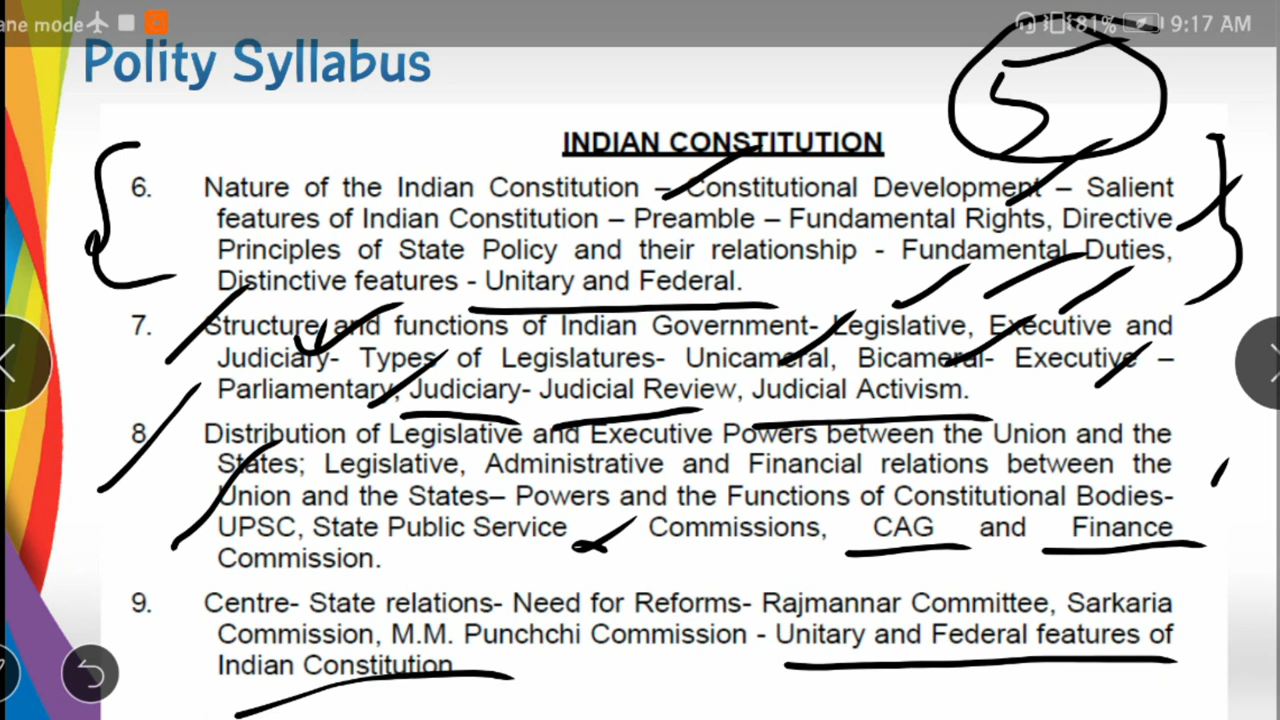 ane mode 81% 9:17 AM
Polity Syllabus
5
INDIAN CONSTITUTION
6. Nature of the Indian Constitution – Constitutional Development – Salient
features of Indian Constitution – Preamble – Fundamental Rights, Directive
Principles of State Policy and their relationship - Fundamental Duties,
Distinctive features - Unitary and Federal.
7. Structure and functions of Indian Government- Legislative, Executive and
Judiciary- Types of Legislatures- Unicameral, Bicameral- Executive –
Parliamentary, Judiciary- Judicial Review, Judicial Activism.
8. Distribution of Legislative and Executive Powers between the Union and the
States; Legislative, Administrative and Financial relations between the
Union and the States– Powers and the Functions of Constitutional Bodies-
UPSC, State Public Service Commissions, CAG and Finance
Commission.
9. Centre- State relations- Need for Reforms- Rajmannar Committee, Sarkaria
Commission, M.M. Punchchi Commission - Unitary and Federal features of
Indian Constitution